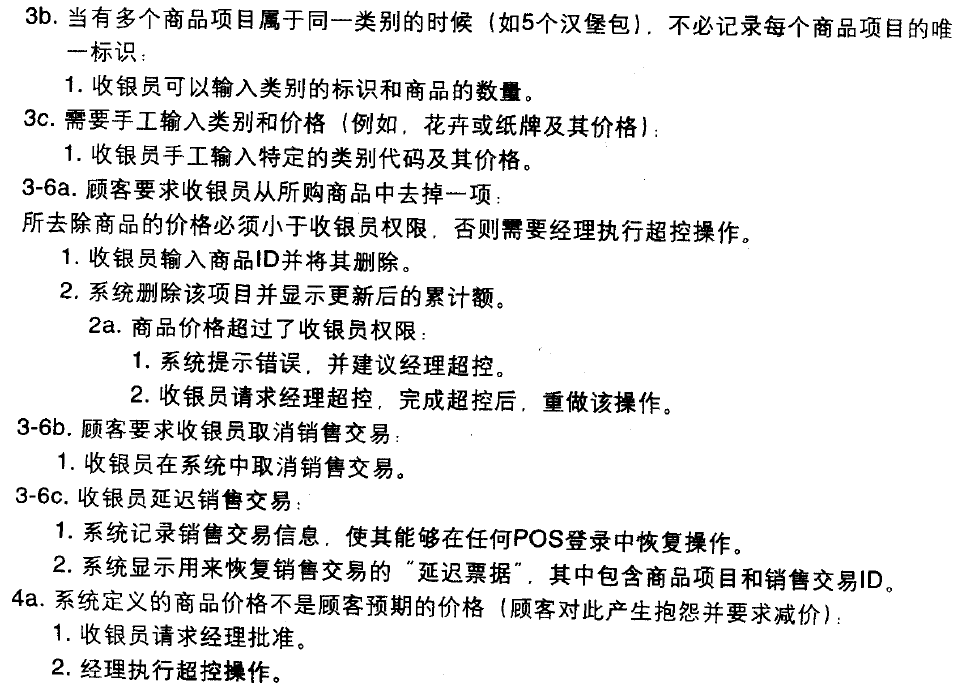 3b. 当有多个商品项目属于同一类别的时候（如5个汉堡包），不必记录每个商品项目的唯
一标识：
1. 收银员可以输入类别的标识和商品的数量。
3c. 需要手工输入类别和价格（例如，花卉或纸牌及其价格）：
1. 收银员手工输入特定的类别代码及其价格。
3-6a. 顾客要求收银员从所购商品中去掉一项：
所去除商品的价格必须小于收银员权限，否则需要经理执行超控操作。
1. 收银员输入商品ID并将其删除。
2. 系统删除该项目并显示更新后的累计额。
2a. 商品价格超过了收银员权限：
1. 系统提示错误，并建议经理超控。
2. 收银员请求经理超控，完成超控后，重做该操作。
3-6b. 顾客要求收银员取消销售交易：
1. 收银员在系统中取消销售交易。
3-6c. 收银员延迟销售交易：
1. 系统记录销售交易信息，使其能够在任何POS登录中恢复操作。
2. 系统显示用来恢复销售交易的“延迟票据”，其中包含商品项目和销售交易ID。
4a. 系统定义的商品价格不是顾客预期的价格（顾客对此产生抱怨并要求减价）：
1. 收银员请求经理批准。
2. 经理执行超控操作。